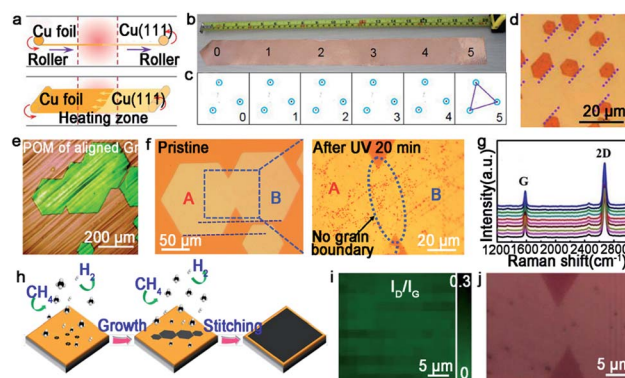 a
Cu foil Cu(111)
Roller Roller
Cu foil Cu(111)
Heating zone
b
0 1 2 3 4 5
c
0 1 2 3 4 5
d
20 μm
e
POM of aligned Gr
200 μm
f
Pristine
A
B
50 μm
After UV 20 min
A
B
No grain
boundary
20 μm
g
2D
G
Intensity(a.u.)
1200 1600 2000 2400 2800
Raman shift(cm⁻¹)
h
H₂
CH₄
H₂
CH₄
Growth Stitching
i
I_D/I_G
0.3
0
5 μm
j
5 μm